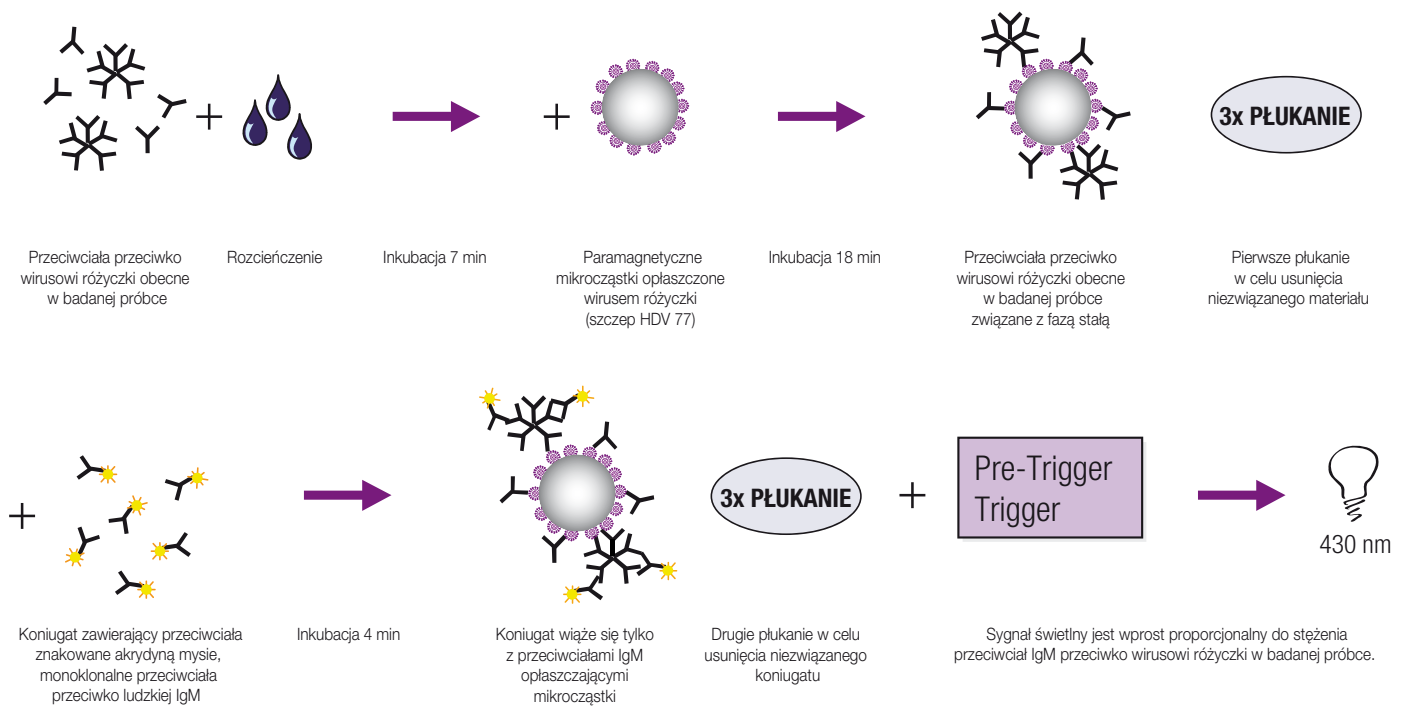 +
+
3x PŁUKANIE
Przeciwciała przeciwko
wirusowi różyczki obecne
w badanej próbce
Rozcieńczenie
Inkubacja 7 min
Paramagnetyczne
mikrocząstki opłaszczone
wirusem różyczki
(szczep HDV 77)
Inkubacja 18 min
Przeciwciała przeciwko
wirusowi różyczki obecne
w badanej próbce
związane z fazą stałą
Pierwsze płukanie
w celu usunięcia
niezwiązanego materiału
+
3x PŁUKANIE
+
Pre-Trigger
Trigger
430 nm
Koniugat zawierający przeciwciała
znakowane akrydyną mysie,
monoklonalne przeciwciała
przeciwko ludzkiej IgM
Inkubacja 4 min
Koniugat wiąże się tylko
z przeciwciałami IgM
opłaszczającymi
mikrocząstki
Drugie płukanie w celu
usunięcia niezwiązanego
koniugatu
Sygnał świetlny jest wprost proporcjonalny do stężenia
przeciwciał IgM przeciwko wirusowi różyczki w badanej próbce.